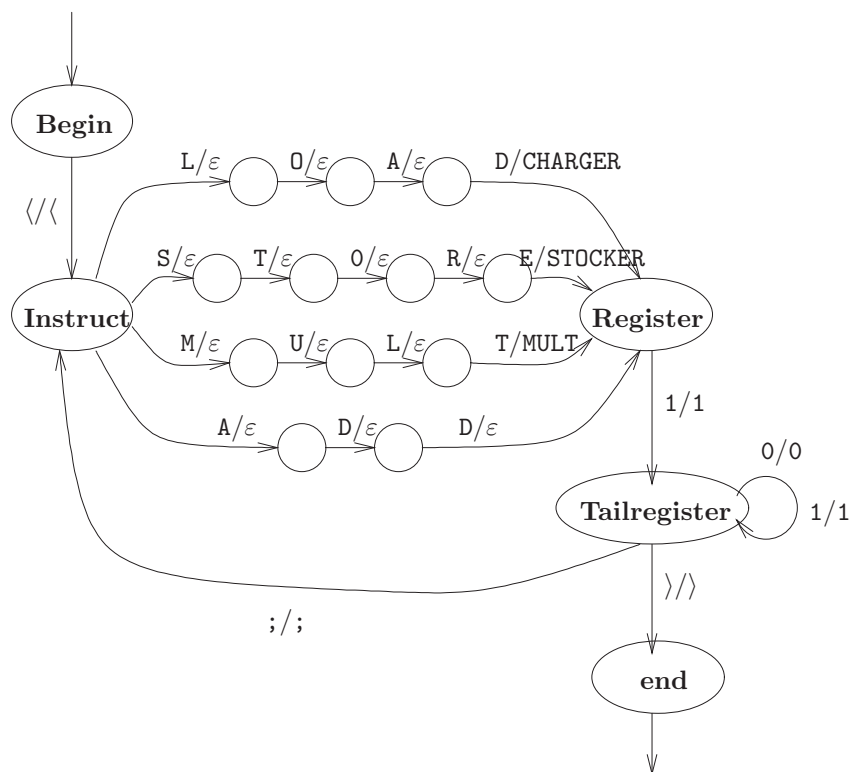 Begin
⟨/⟨
L/ε O/ε A/ε D/CHARGER
S/ε T/ε O/ε R/ε E/STOCKER
Instruct Register
M/ε U/ε L/ε T/MULT
A/ε D/ε D/ε
1/1
0/0
Tailregister
1/1
⟩/⟩
;/;
end